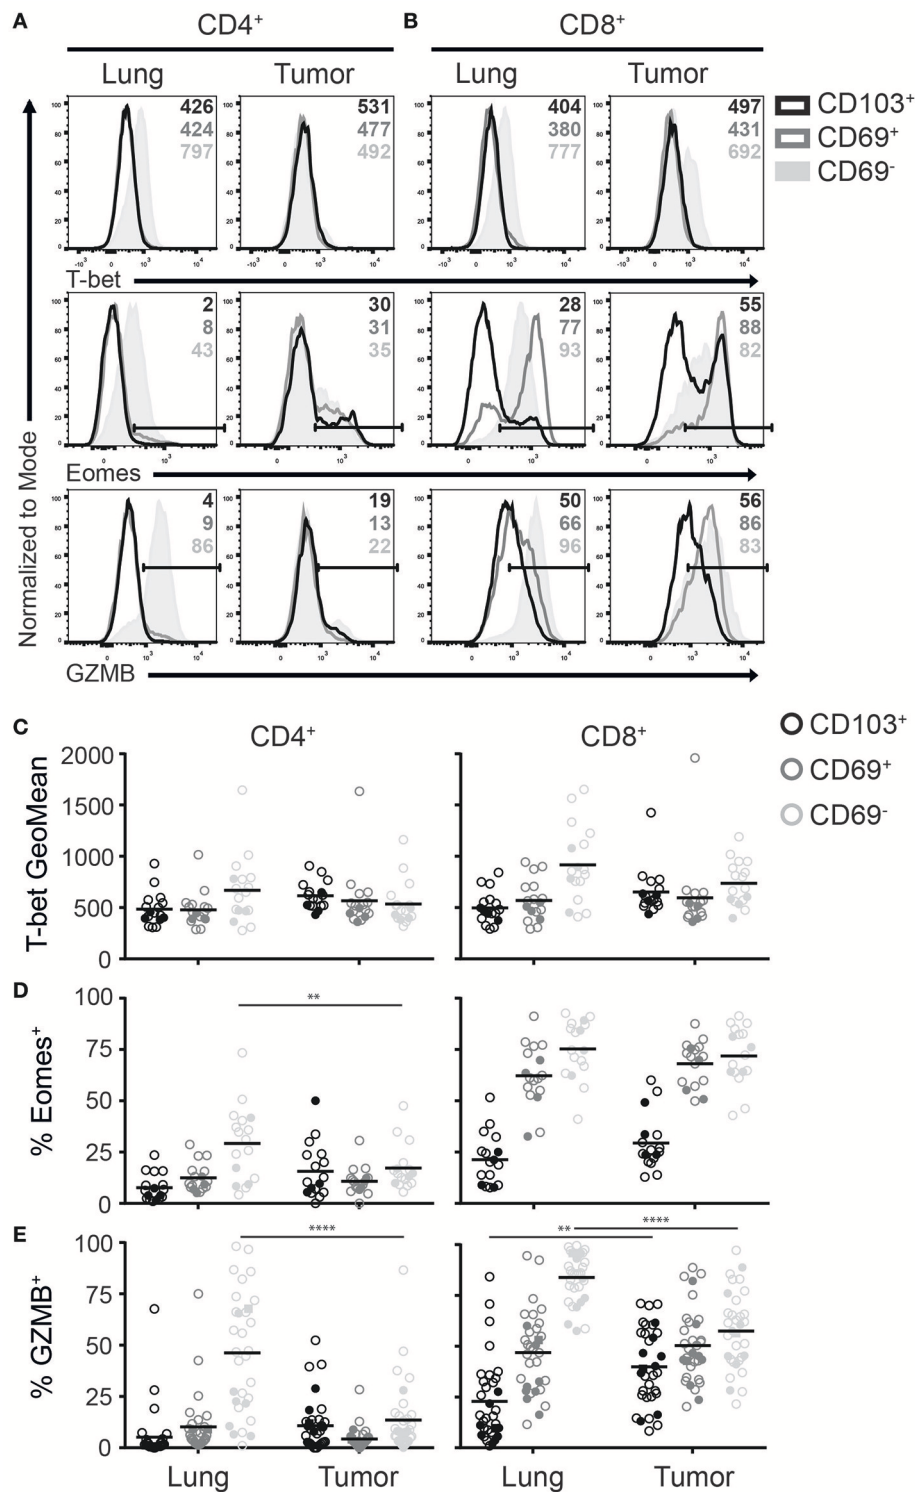 A
CD4+
B
CD8+
Lung
Tumor
Lung
Tumor
CD103+
CD69+
CD69-
426
424
797
531
477
492
404
380
777
497
431
692
T-bet
2
8
43
30
31
35
28
77
93
55
88
82
Eomes
4
9
86
19
13
22
50
66
96
56
86
83
GZMB
Normalized to Mode
C
CD4+
CD8+
CD103+
CD69+
CD69-
T-bet GeoMean
2000
1500
1000
500
0
D
% Eomes+
100
75
50
25
0
**
E
% GZMB+
100
75
50
25
0
****
**
****
Lung
Tumor
Lung
Tumor